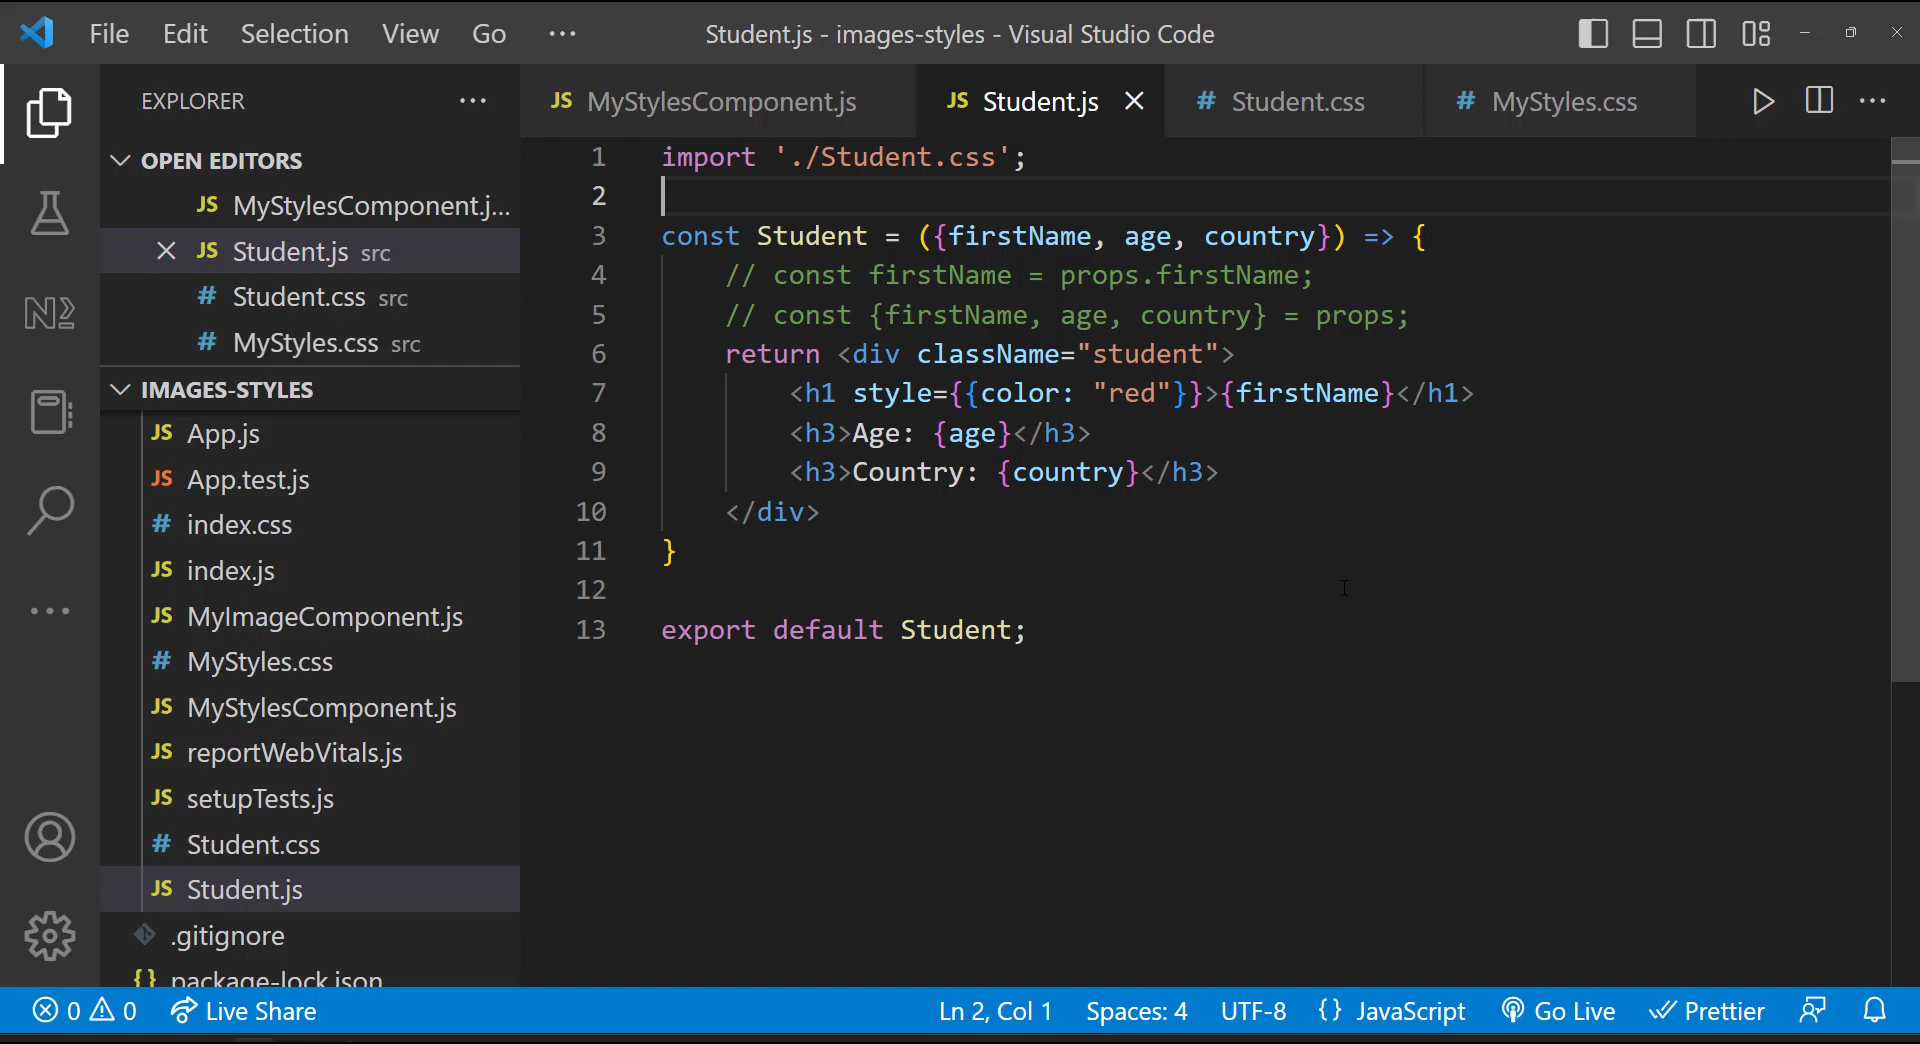 File Edit Selection View Go ··· Student.js - images-styles - Visual Studio Code
EXPLORER ···
OPEN EDITORS
JS MyStylesComponent.j...
JS Student.js src
# Student.css src
# MyStyles.css src
IMAGES-STYLES
JS App.js
JS App.test.js
# index.css
JS index.js
JS MyImageComponent.js
# MyStyles.css
JS MyStylesComponent.js
JS reportWebVitals.js
JS setupTests.js
# Student.css
JS Student.js
.gitignore
{} package-lock.json
JS MyStylesComponent.js JS Student.js # Student.css # MyStyles.css
1 import './Student.css';
2
3 const Student = ({firstName, age, country}) => {
4 // const firstName = props.firstName;
5 // const {firstName, age, country} = props;
6 return <div className="student">
7 <h1 style={{color: "red"}}>{firstName}</h1>
8 <h3>Age: {age}</h3>
9 <h3>Country: {country}</h3>
10 </div>
11 }
12
13 export default Student;
0 0 Live Share Ln 2, Col 1 Spaces: 4 UTF-8 {} JavaScript Go Live Prettier